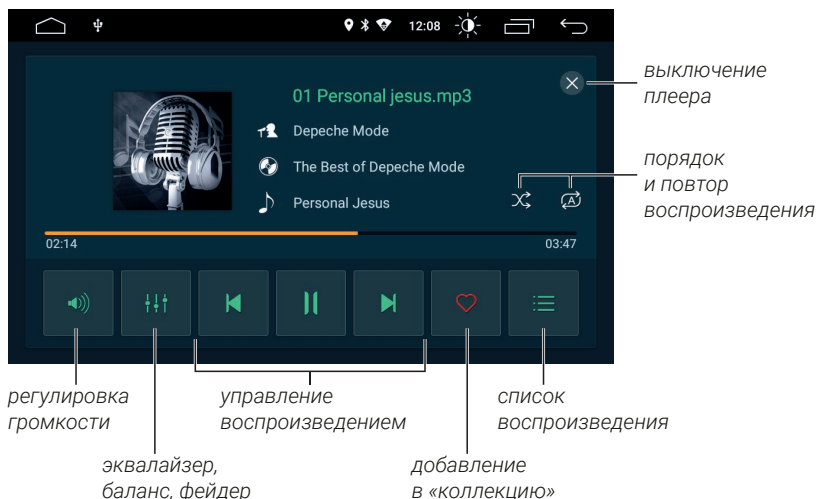 12:08
выключение
плеера
01 Personal jesus.mp3
Depeche Mode
The Best of Depeche Mode
Personal Jesus
A
порядок
и повтор
воспроизведения
02:14
03:47
регулировка
громкости
управление
воспроизведением
список
воспроизведения
эквалайзер,
баланс, фейдер
добавление
в «коллекцию»